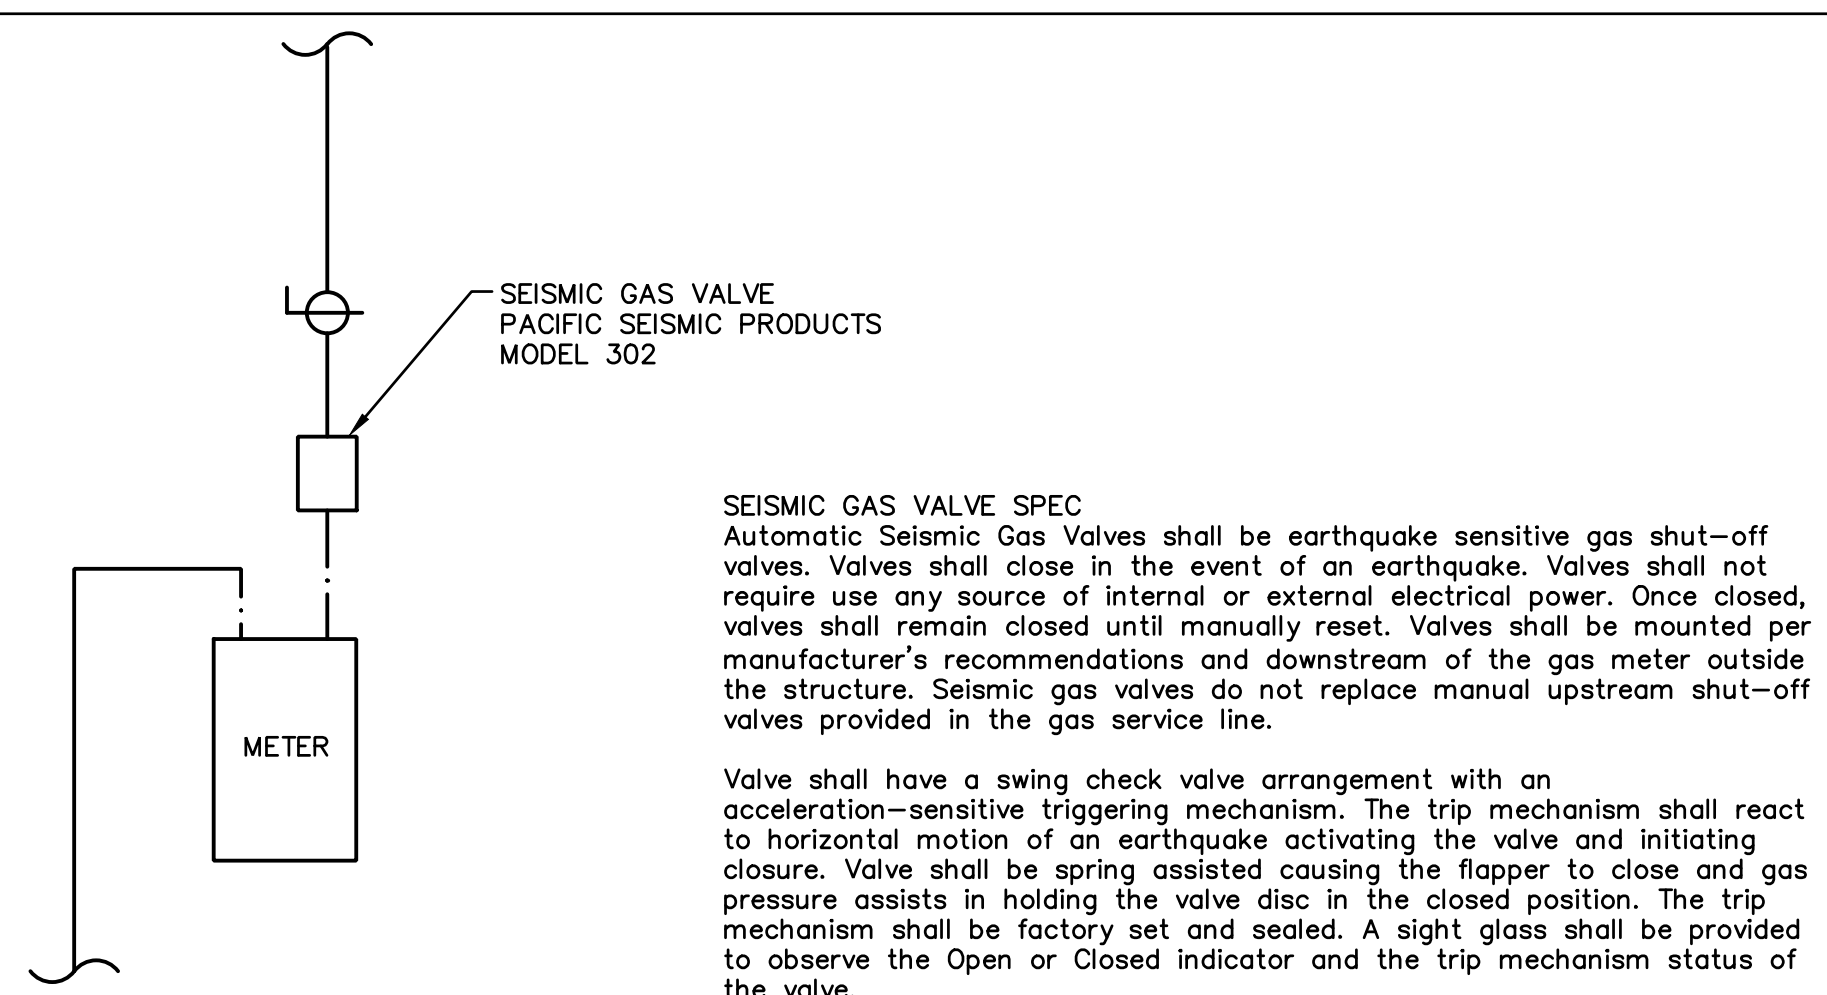 SEISMIC GAS VALVE
PACIFIC SEISMIC PRODUCTS
MODEL 302
SEISMIC GAS VALVE SPEC
Automatic Seismic Gas Valves shall be earthquake sensitive gas shut-off
valves. Valves shall close in the event of an earthquake. Valves shall not
require use any source of internal or external electrical power. Once closed,
valves shall remain closed until manually reset. Valves shall be mounted per
manufacturer's recommendations and downstream of the gas meter outside
the structure. Seismic gas valves do not replace manual upstream shut-off
valves provided in the gas service line.
METER
Valve shall have a swing check valve arrangement with an
acceleration-sensitive triggering mechanism. The trip mechanism shall react
to horizontal motion of an earthquake activating the valve and initiating
closure. Valve shall be spring assisted causing the flapper to close and gas
pressure assists in holding the valve disc in the closed position. The trip
mechanism shall be factory set and sealed. A sight glass shall be provided
to observe the Open or Closed indicator and the trip mechanism status of
the valve.